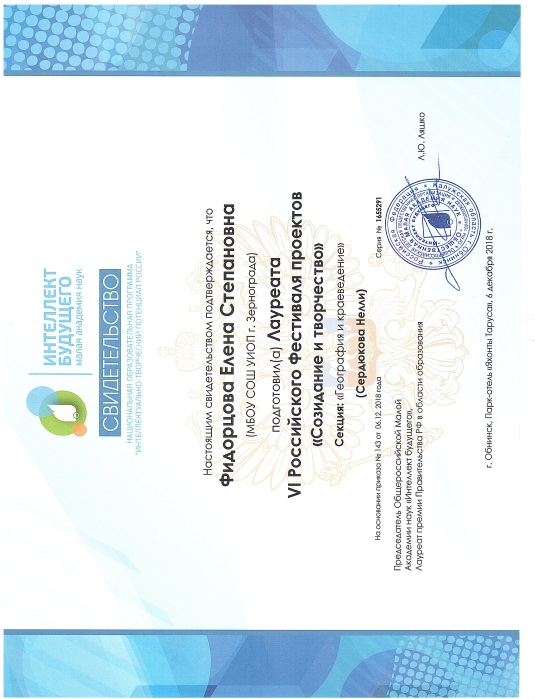 ИНТЕЛЛЕКТ
БУДУЩЕГО
малая академия наук
СВИДЕТЕЛЬСТВО
НАЦИОНАЛЬНАЯ ОБРАЗОВАТЕЛЬНАЯ ПРОГРАММА
"ИНТЕЛЛЕКТУАЛЬНО-ТВОРЧЕСКИЙ ПОТЕНЦИАЛ РОССИИ"
Настоящим свидетельством подтверждается, что
Фидорцова Елена Степановна
(МБОУ СОШ УИОП г. Зернограда)
подготовил(а) Лауреата
VI Российского Фестиваля проектов
«Созидание и творчество»
Секция: «География и краеведение»
(Сердюкова Нелли)
На основании приказа № 143 от 06.12.2018 года
Серия № 1655291
Председатель Общероссийской Малой
Академии наук «Интеллект будущего»,
Лауреат премии Правительства РФ в области образования
Л.Ю. Ляшко
г. Обнинск, Парк-отель «Яхонты Таруса», 6 декабря 2018 г.